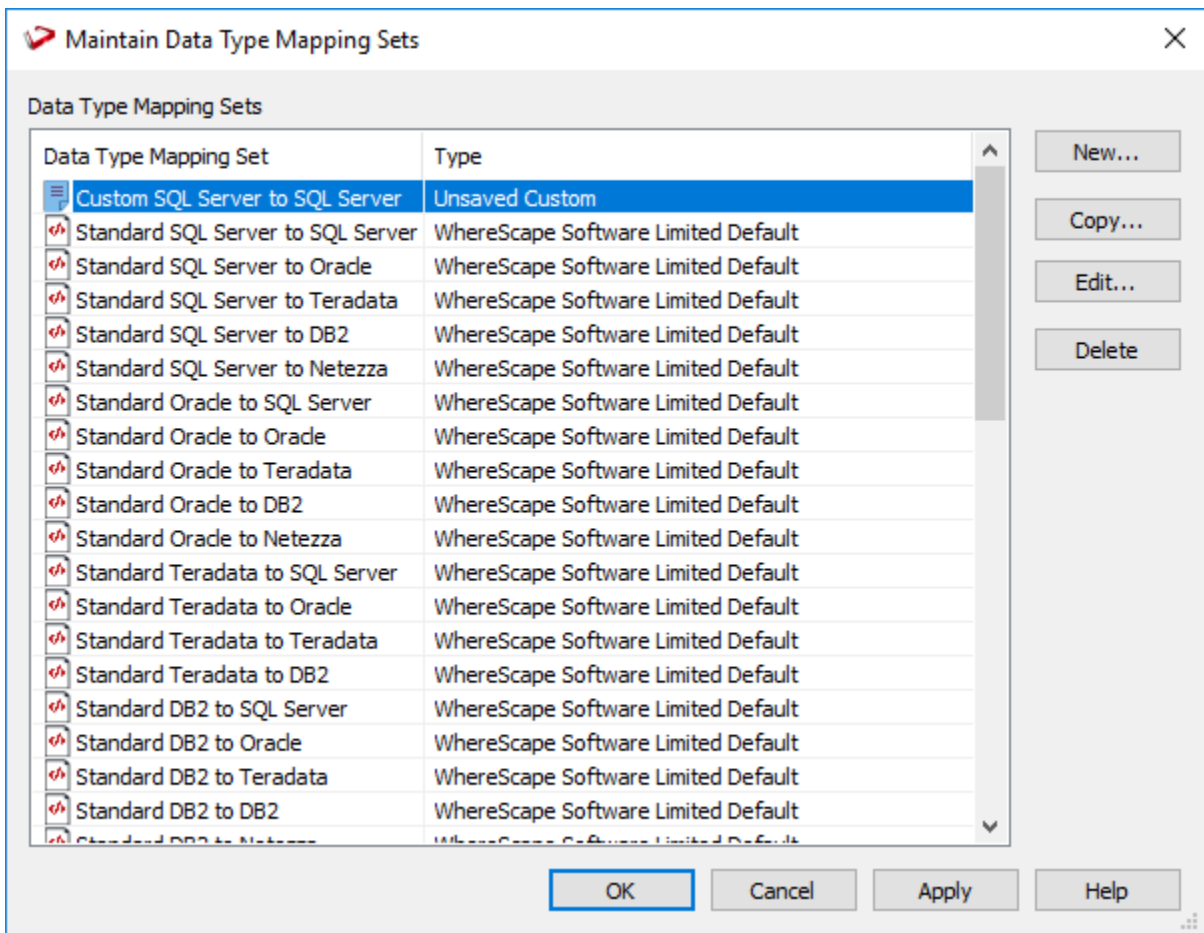 Maintain Data Type Mapping Sets
Data Type Mapping Sets
Data Type Mapping Set Type
Custom SQL Server to SQL Server Unsaved Custom
Standard SQL Server to SQL Server WhereScape Software Limited Default
Standard SQL Server to Oracle WhereScape Software Limited Default
Standard SQL Server to Teradata WhereScape Software Limited Default
Standard SQL Server to DB2 WhereScape Software Limited Default
Standard SQL Server to Netezza WhereScape Software Limited Default
Standard Oracle to SQL Server WhereScape Software Limited Default
Standard Oracle to Oracle WhereScape Software Limited Default
Standard Oracle to Teradata WhereScape Software Limited Default
Standard Oracle to DB2 WhereScape Software Limited Default
Standard Oracle to Netezza WhereScape Software Limited Default
Standard Teradata to SQL Server WhereScape Software Limited Default
Standard Teradata to Oracle WhereScape Software Limited Default
Standard Teradata to Teradata WhereScape Software Limited Default
Standard Teradata to DB2 WhereScape Software Limited Default
Standard DB2 to SQL Server WhereScape Software Limited Default
Standard DB2 to Oracle WhereScape Software Limited Default
Standard DB2 to Teradata WhereScape Software Limited Default
Standard DB2 to DB2 WhereScape Software Limited Default
Standard DB2 to Netezza WhereScape Software Limited Default
New...
Copy...
Edit...
Delete
OK Cancel Apply Help